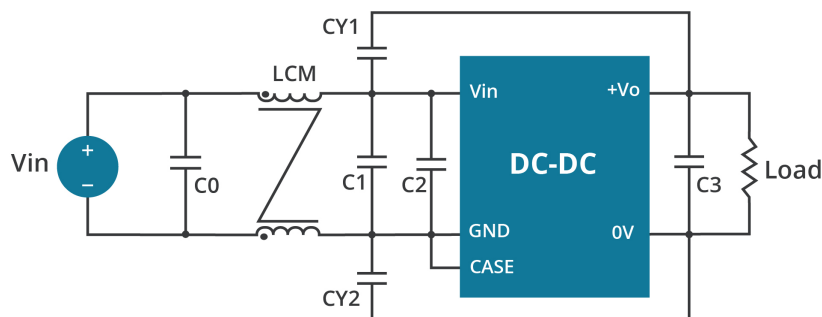 CY1
LCM
Vin
+
−
C0
C1
C2
Vin
+Vo
DC-DC
GND
0V
CASE
C3
Load
CY2